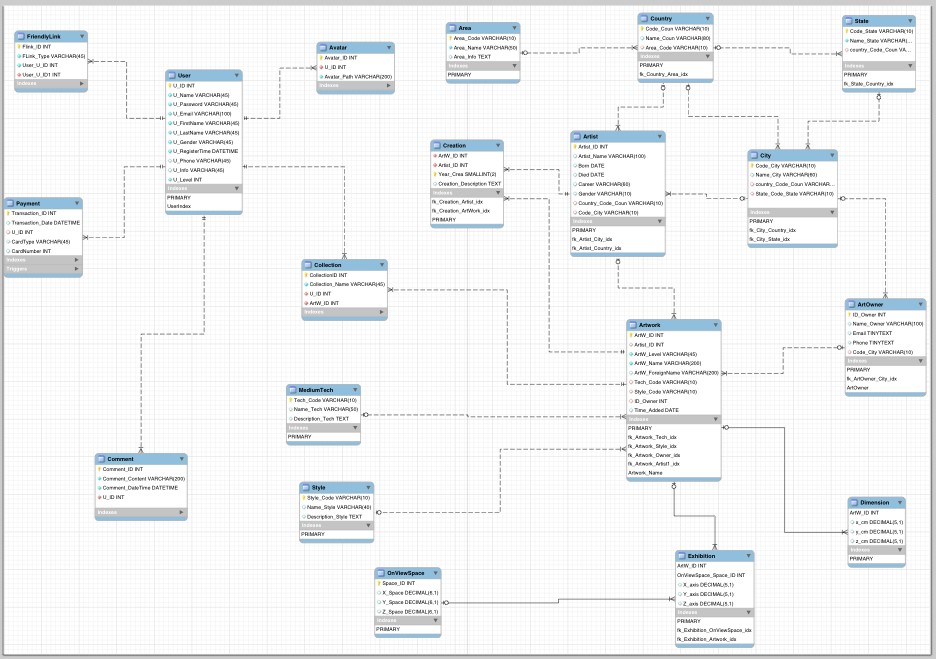 FriendlyLink
Flink_ID INT
FLink_Type VARCHAR(45)
User_U_ID INT
User_U_ID1 INT
Indexes
User
U_ID INT
U_Name VARCHAR(45)
U_Password VARCHAR(45)
U_Email VARCHAR(100)
U_FirstName VARCHAR(45)
U_LastName VARCHAR(45)
U_Gender VARCHAR(45)
U_RegisterTime DATETIME
U_Phone VARCHAR(45)
U_Info VARCHAR(45)
U_Level INT
Indexes
PRIMARY
UserIndex
Avatar
Avatar_ID INT
U_ID INT
Avatar_Path VARCHAR(200)
Indexes
Area
Area_Code VARCHAR(10)
Area_Name VARCHAR(50)
Area_Info TEXT
Indexes
PRIMARY
Country
Code_Coun VARCHAR(10)
Name_Coun VARCHAR(80)
Area_Code VARCHAR(10)
Indexes
PRIMARY
fk_Country_Area_idx
State
Code_State VARCHAR(10)
Name_State VARCHAR(...
country_Code_Coun VA...
Indexes
PRIMARY
fk_State_Country_idx
Payment
Transaction_ID INT
Transaction_Date DATETIME
U_ID INT
CardType VARCHAR(45)
CardNumber INT
Indexes
Triggers
Creation
ArtW_ID INT
Artist_ID INT
Year_Crea SMALLINT(2)
Creation_Description TEXT
Indexes
fk_Creation_Artist_idx
fk_Creation_ArtWork_idx
PRIMARY
Artist
Artist_ID INT
Artist_Name VARCHAR(100)
Born DATE
Died DATE
Career VARCHAR(60)
Gender VARCHAR(10)
Country_Code_Coun VARCHAR(10)
Code_City VARCHAR(10)
Indexes
PRIMARY
fk_Artist_City_idx
fk_Artist_Country_idx
City
Code_City VARCHAR(10)
Name_City VARCHAR(60)
country_Code_Coun VARCHAR...
State_Code_State VARCHAR(10)
Indexes
PRIMARY
fk_City_Country_idx
fk_City_State_idx
Collection
CollectionID INT
Collection_Name VARCHAR(45)
U_ID INT
ArtW_ID INT
Indexes
Artwork
ArtW_ID INT
Artist_ID INT
ArtW_Level VARCHAR(45)
ArtW_Name VARCHAR(200)
ArtW_ForeignName VARCHAR(200)
Tech_Code VARCHAR(10)
Style_Code VARCHAR(10)
ID_Owner INT
Time_Added DATE
Indexes
PRIMARY
fk_Artwork_Tech_idx
fk_Artwork_Style_idx
fk_Artwork_Owner_idx
fk_Artwork_Artist1_idx
Artwork_Name
ArtOwner
ID_Owner INT
Name_Owner VARCHAR(100)
Email TINYTEXT
Phone TINYTEXT
Code_City VARCHAR(10)
Indexes
PRIMARY
fk_ArtOwner_City_idx
ArtOwner
MediumTech
Tech_Code VARCHAR(10)
Name_Tech VARCHAR(50)
Description_Tech TEXT
Indexes
PRIMARY
Comment
Comment_ID INT
Comment_Content VARCHAR(200)
Comment_DateTime DATETIME
U_ID INT
Indexes
Style
Style_Code VARCHAR(10)
Name_Style VARCHAR(40)
Description_Style TEXT
Indexes
PRIMARY
Dimension
ArtW_ID INT
x_cm DECIMAL(5,1)
y_cm DECIMAL(5,1)
z_cm DECIMAL(5,1)
Indexes
PRIMARY
OnViewSpace
Space_ID INT
X_Space DECIMAL(6,1)
Y_Space DECIMAL(6,1)
Z_Space DECIMAL(6,1)
Indexes
PRIMARY
Exhibition
ArtW_ID INT
OnViewSpace_Space_ID INT
X_axis DECIMAL(5,1)
Y_axis DECIMAL(5,1)
Z_axis DECIMAL(5,1)
Indexes
PRIMARY
fk_Exhibition_OnViewSpace_idx
fk_Exhibition_Artwork_idx